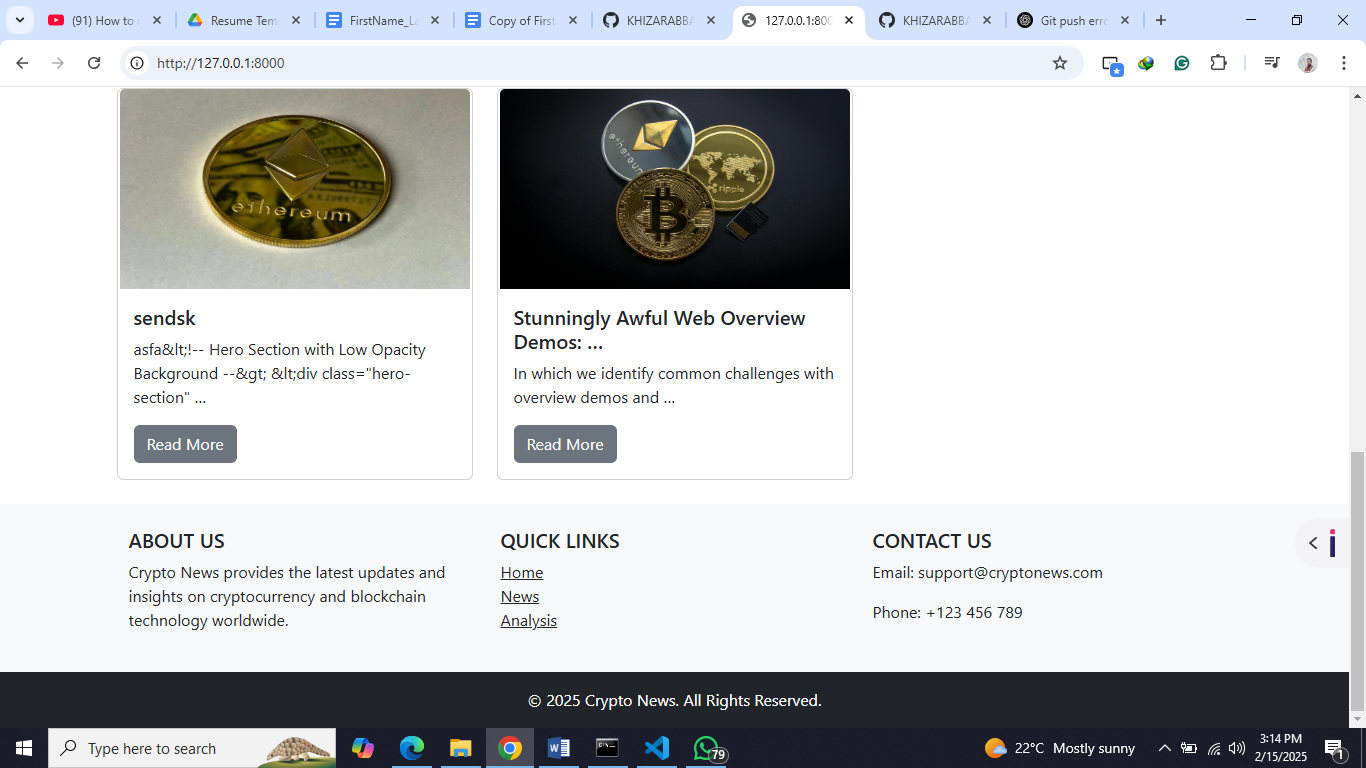 (91) How to
Resume Tem
FirstName_La
Copy of First
KHIZARABBA
127.0.0.1:800
KHIZARABBA
Git push erro
http://127.0.0.1:8000
ethereum
ethereum
ripple
sendsk
asfa&lt;!-- Hero Section with Low Opacity
Background --&gt; &lt;div class="hero-
section" ...
Read More
Stunningly Awful Web Overview
Demos: ...
In which we identify common challenges with
overview demos and ...
Read More
ABOUT US
Crypto News provides the latest updates and
insights on cryptocurrency and blockchain
technology worldwide.
QUICK LINKS
Home
News
Analysis
CONTACT US
Email: support@cryptonews.com
Phone: +123 456 789
© 2025 Crypto News. All Rights Reserved.
Type here to search
79
22°C Mostly sunny
3:14 PM
2/15/2025
1